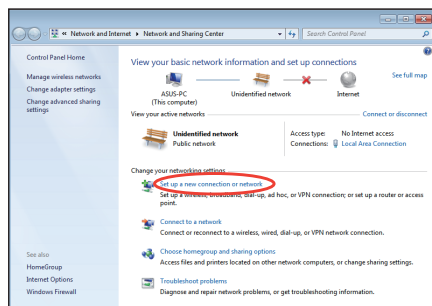 « Network and Internet ▸ Network and Sharing Center
Search Control Panel
Control Panel Home
Manage wireless networks
Change adapter settings
Change advanced sharing
settings
See also
HomeGroup
Internet Options
Windows Firewall
View your basic network information and set up connections
See full map
ASUS-PC
(This computer)
Unidentified network
Internet
View your active networks
Connect or disconnect
Unidentified network
Public network
Access type: No Internet access
Connections: Local Area Connection
Change your networking settings
Set up a new connection or network
Set up a wireless, broadband, dial-up, ad hoc, or VPN connection; or set up a router or access
point.
Connect to a network
Connect or reconnect to a wireless, wired, dial-up, or VPN network connection.
Choose homegroup and sharing options
Access files and printers located on other network computers, or change sharing settings.
Troubleshoot problems
Diagnose and repair network problems, or get troubleshooting information.